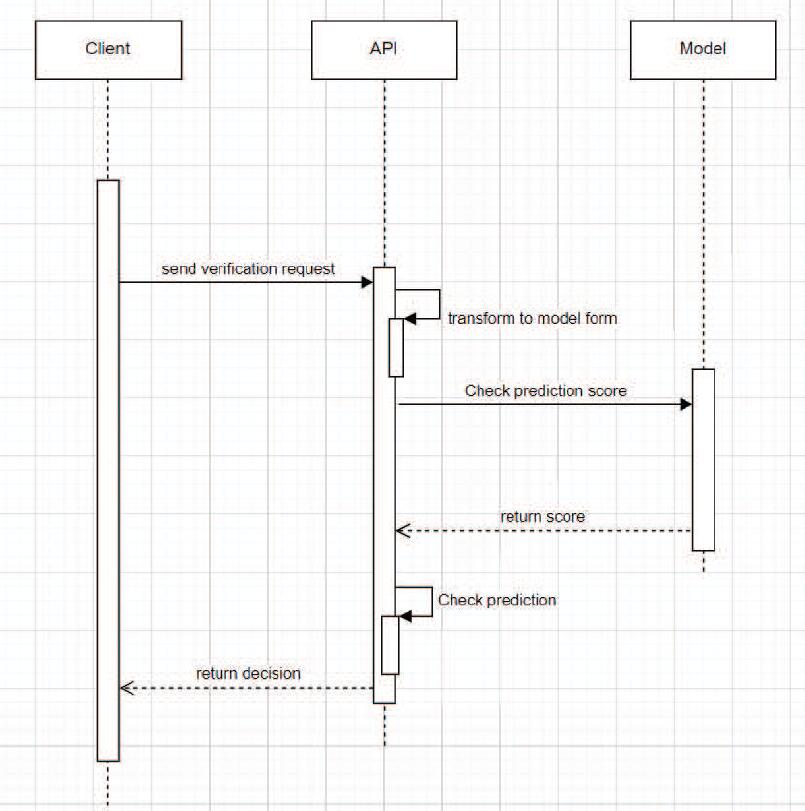 Client
API
Model
send verification request
transform to model form
Check prediction score
return score
Check prediction
return decision